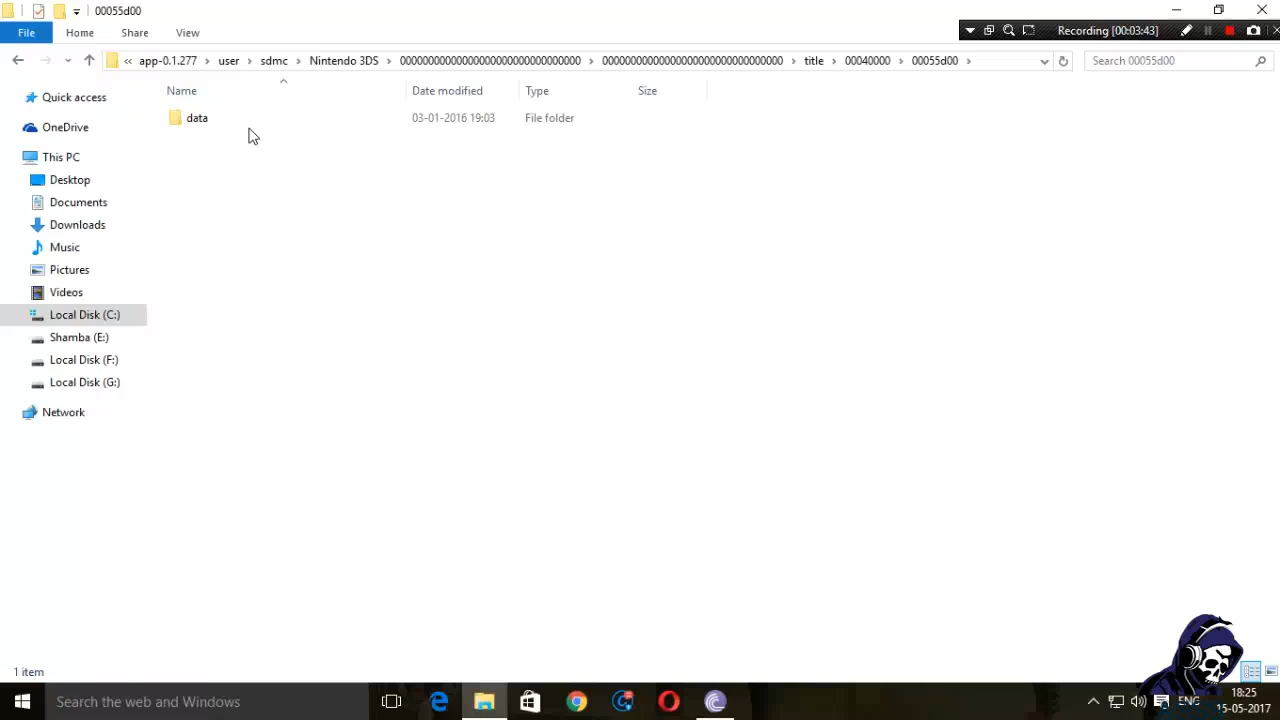 00055d00
File Home Share View
Recording [00:03:43]
« app-0.1.277 › user › sdmc › Nintendo 3DS › 00000000000000000000000000000000 › 00000000000000000000000000000000 › title › 00040000 › 00055d00 ›
Search 00055d00
Name Date modified Type Size
data 03-01-2016 19:03 File folder
Quick access
OneDrive
This PC
Desktop
Documents
Downloads
Music
Pictures
Videos
Local Disk (C:)
Shamba (E:)
Local Disk (F:)
Local Disk (G:)
Network
1 item
Search the web and Windows
ENG
18:25
15-05-2017